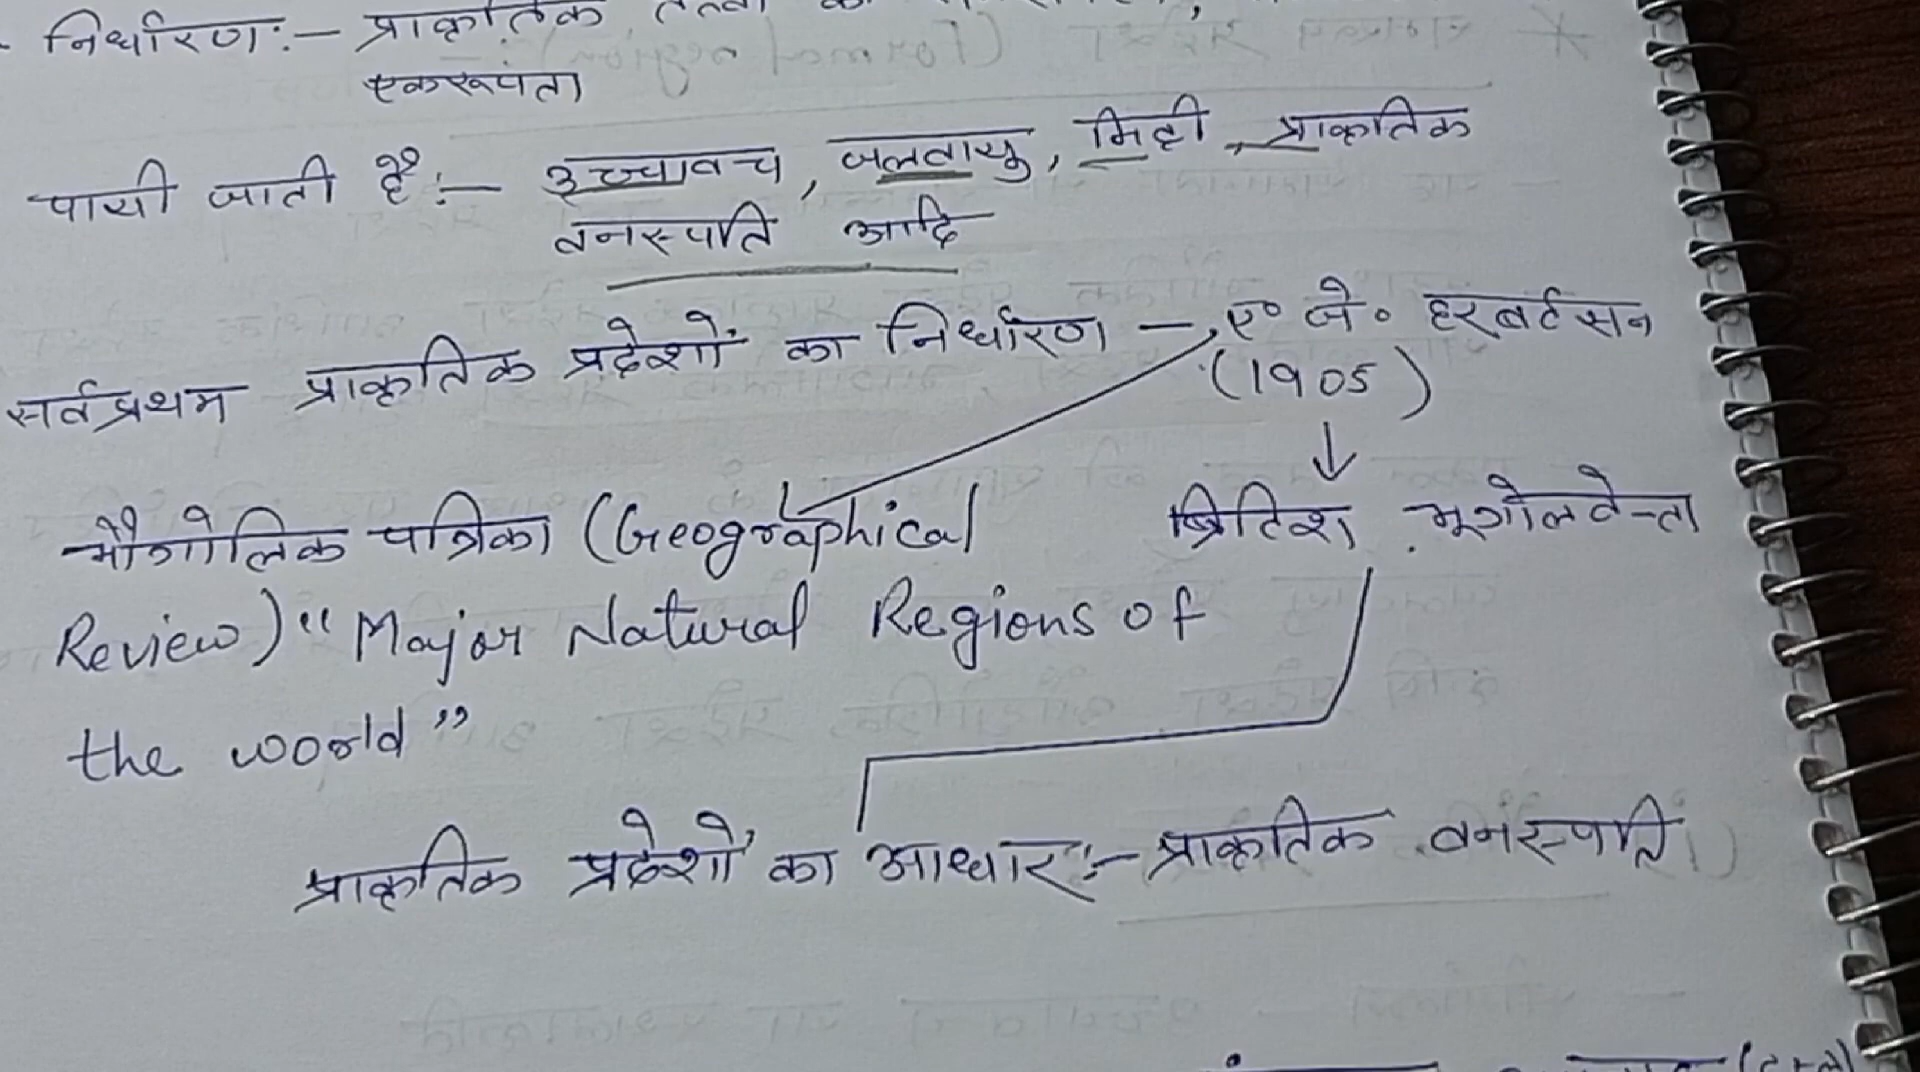 निर्धारण:- प्राकृतिक तत्वों
एकरूपता
पायी जाती है:- उच्चावच, जलवायु, मिट्टी, प्राकृतिक
वनस्पति आदि
सर्वप्रथम प्राकृतिक प्रदेशों का निर्धारण - ए० जे० हरबर्टसन
(1905)
भौगोलिक पत्रिका (Geographical ब्रिटिश भूगोलवेत्ता
Review) "Major Natural Regions of
the world"
प्राकृतिक प्रदेशों का आधार:- प्राकृतिक वनस्पति